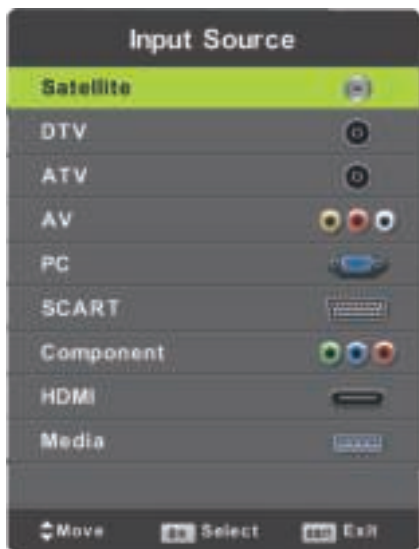 Input Source
Satellite
DTV
ATV
AV
PC
SCART
Component
HDMI
Media
Move Select Exit